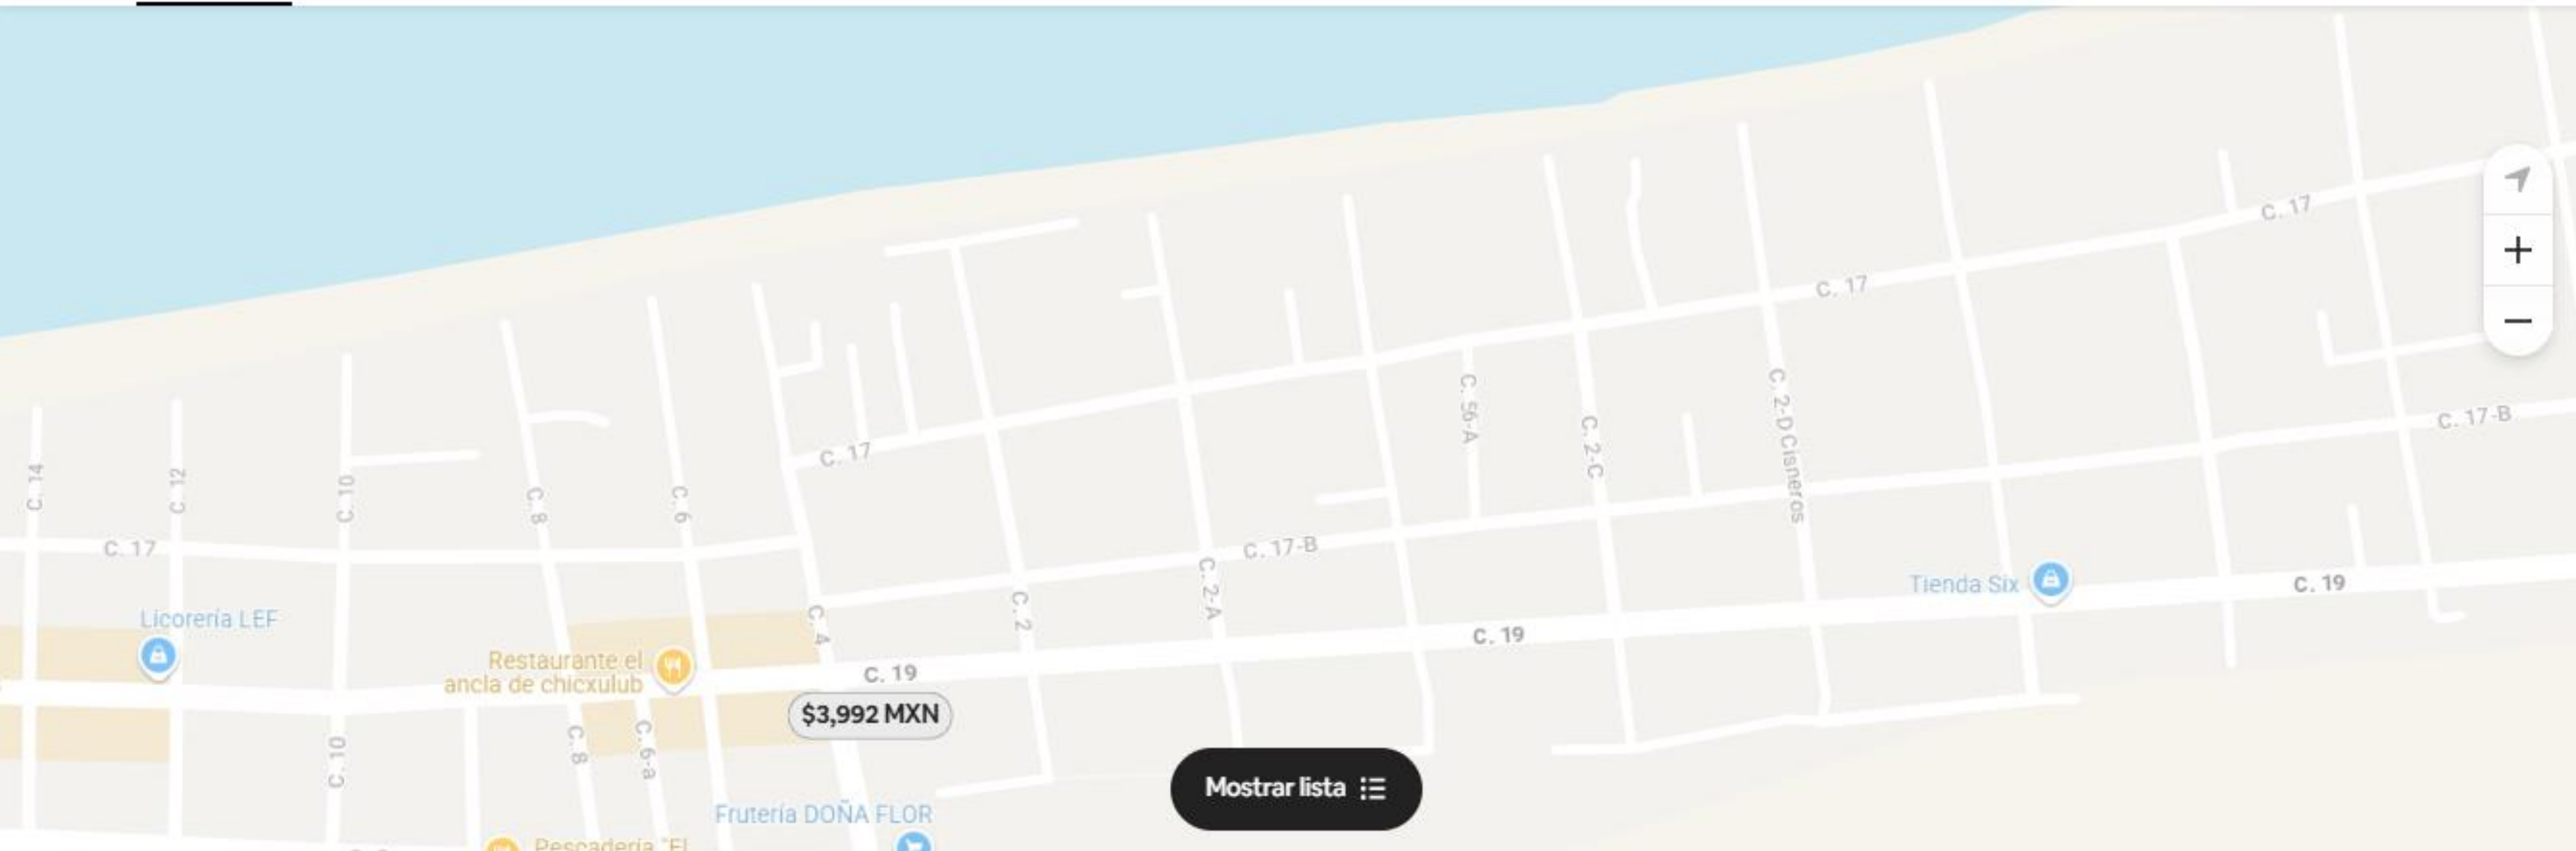 C. 17
C. 17
C. 17
C. 17
C. 14
C. 12
C. 10
C. 8
C. 6
C. 56-A
C. 2-C
C. 2-D Cisneros
C. 17-B
C. 17-B
C. 4
C. 2
C. 2-A
Licorería LEF
Tienda Six
C. 19
C. 19
C. 19
Restaurante el
ancla de chicxulub
$3,992 MXN
C. 10
C. 8
C. 6-a
Mostrar lista
Frutería DOÑA FLOR
Pescadería "El